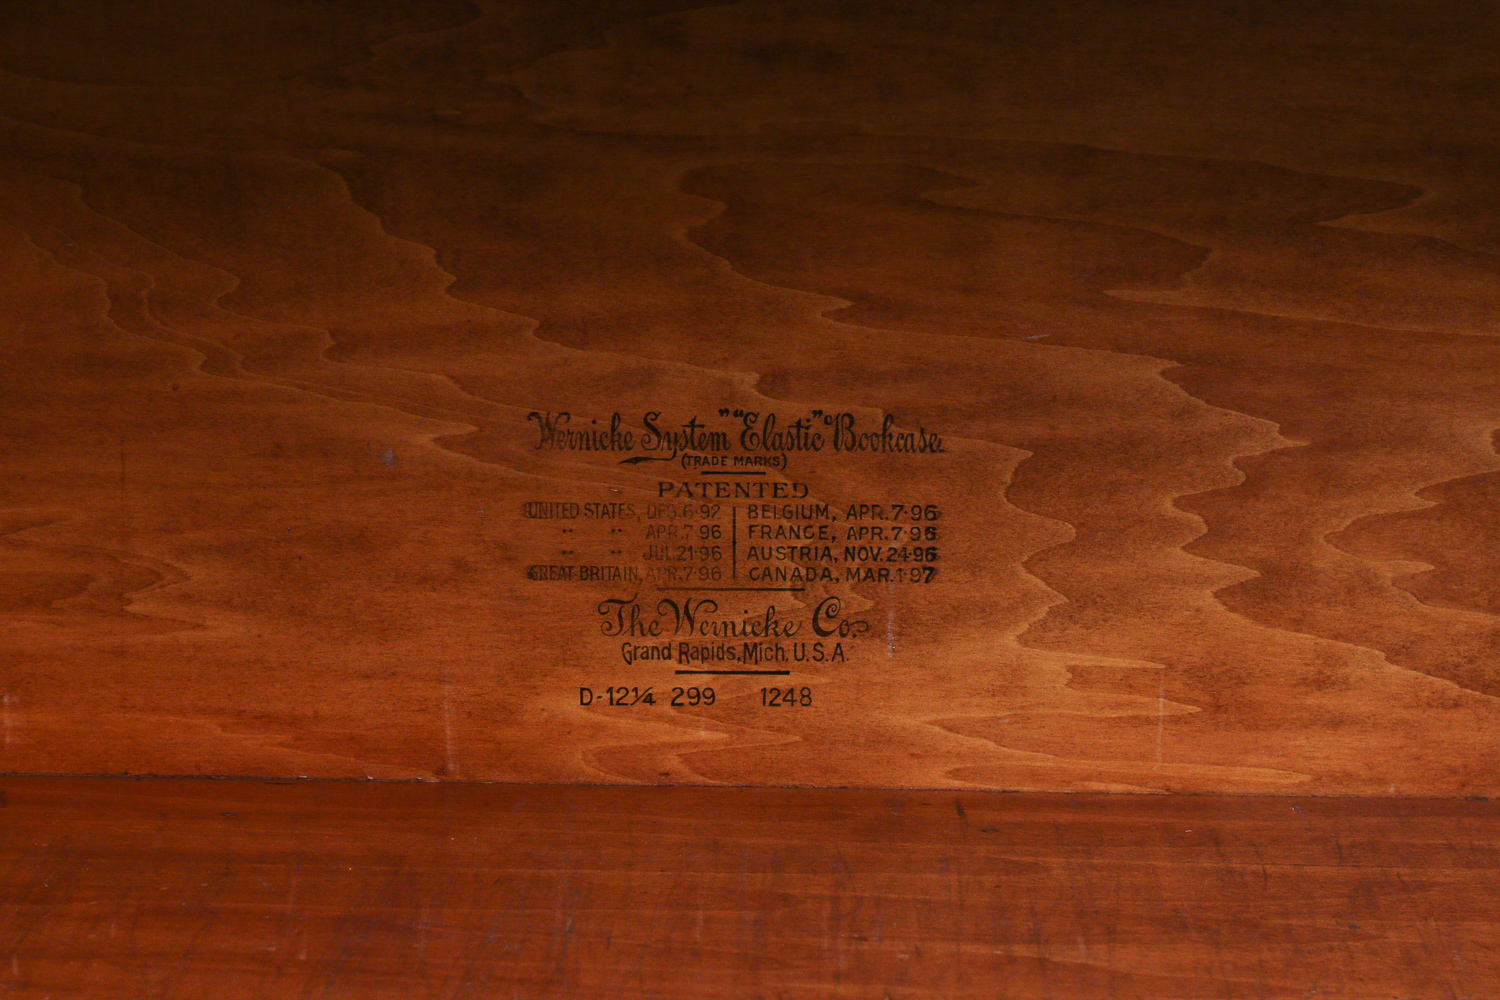 "Wernicke System" "Elastic" Bookcase.
(TRADE MARKS)
PATENTED
UNITED STATES, DEC.6-92 | BELGIUM, APR.7-96
" " APR.7 96 | FRANCE, APR.7-96
" " JUL.21-96 | AUSTRIA, NOV.24-96
GREAT BRITAIN, APR.7-96 | CANADA, MAR.1-97
The Wernicke Co.
Grand Rapids, Mich. U.S.A.
D-12¼ 299 1248